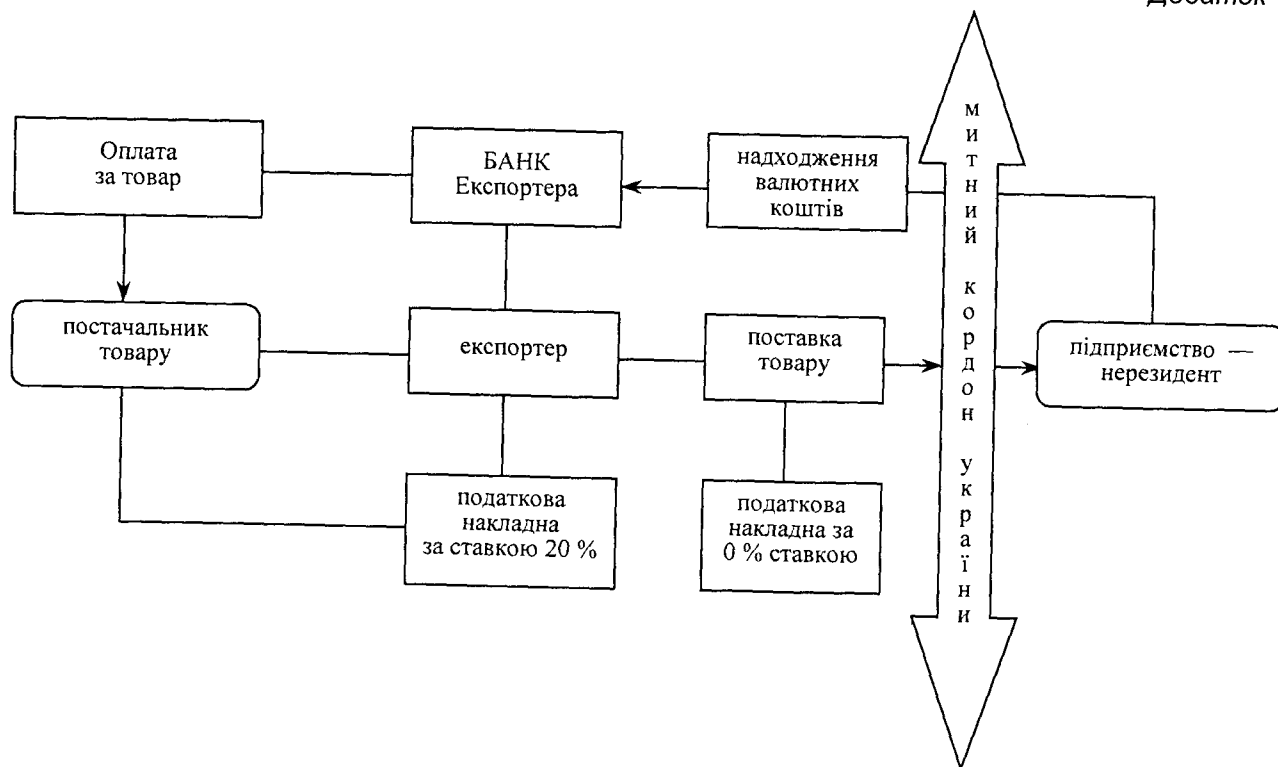 Додаток
Оплата
за товар
БАНК
Експортера
надходження
валютних
коштів
митний кордон україни
постачальник
товару
експортер
поставка
товару
підприємство —
нерезидент
податкова
накладна
за ставкою 20 %
податкова
накладна за
0 % ставкою